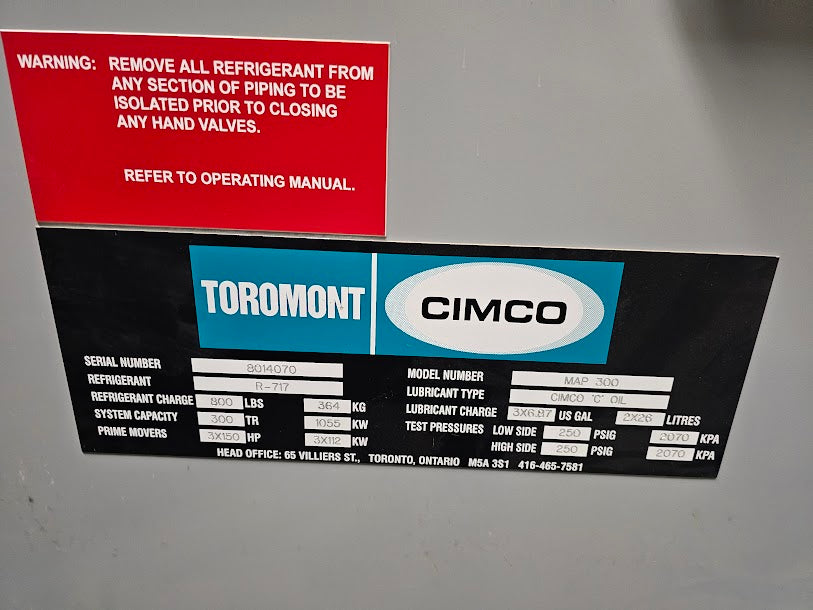 WARNING: REMOVE ALL REFRIGERANT FROM
ANY SECTION OF PIPING TO BE
ISOLATED PRIOR TO CLOSING
ANY HAND VALVES.
REFER TO OPERATING MANUAL.
TOROMONT CIMCO
SERIAL NUMBER 8014070
REFRIGERANT R-717
REFRIGERANT CHARGE 800 LBS 364 KG
SYSTEM CAPACITY 300 TR 1055 KW
PRIME MOVERS 3X150 HP 3X112 KW
MODEL NUMBER MAP 300
LUBRICANT TYPE CIMCO "C" OIL
LUBRICANT CHARGE 3X6.87 US GAL 2X26 LITRES
TEST PRESSURES LOW SIDE 250 PSIG 2070 KPA
HIGH SIDE 250 PSIG 2070 KPA
HEAD OFFICE: 65 VILLIERS ST., TORONTO, ONTARIO M5A 3S1 416-465-7581